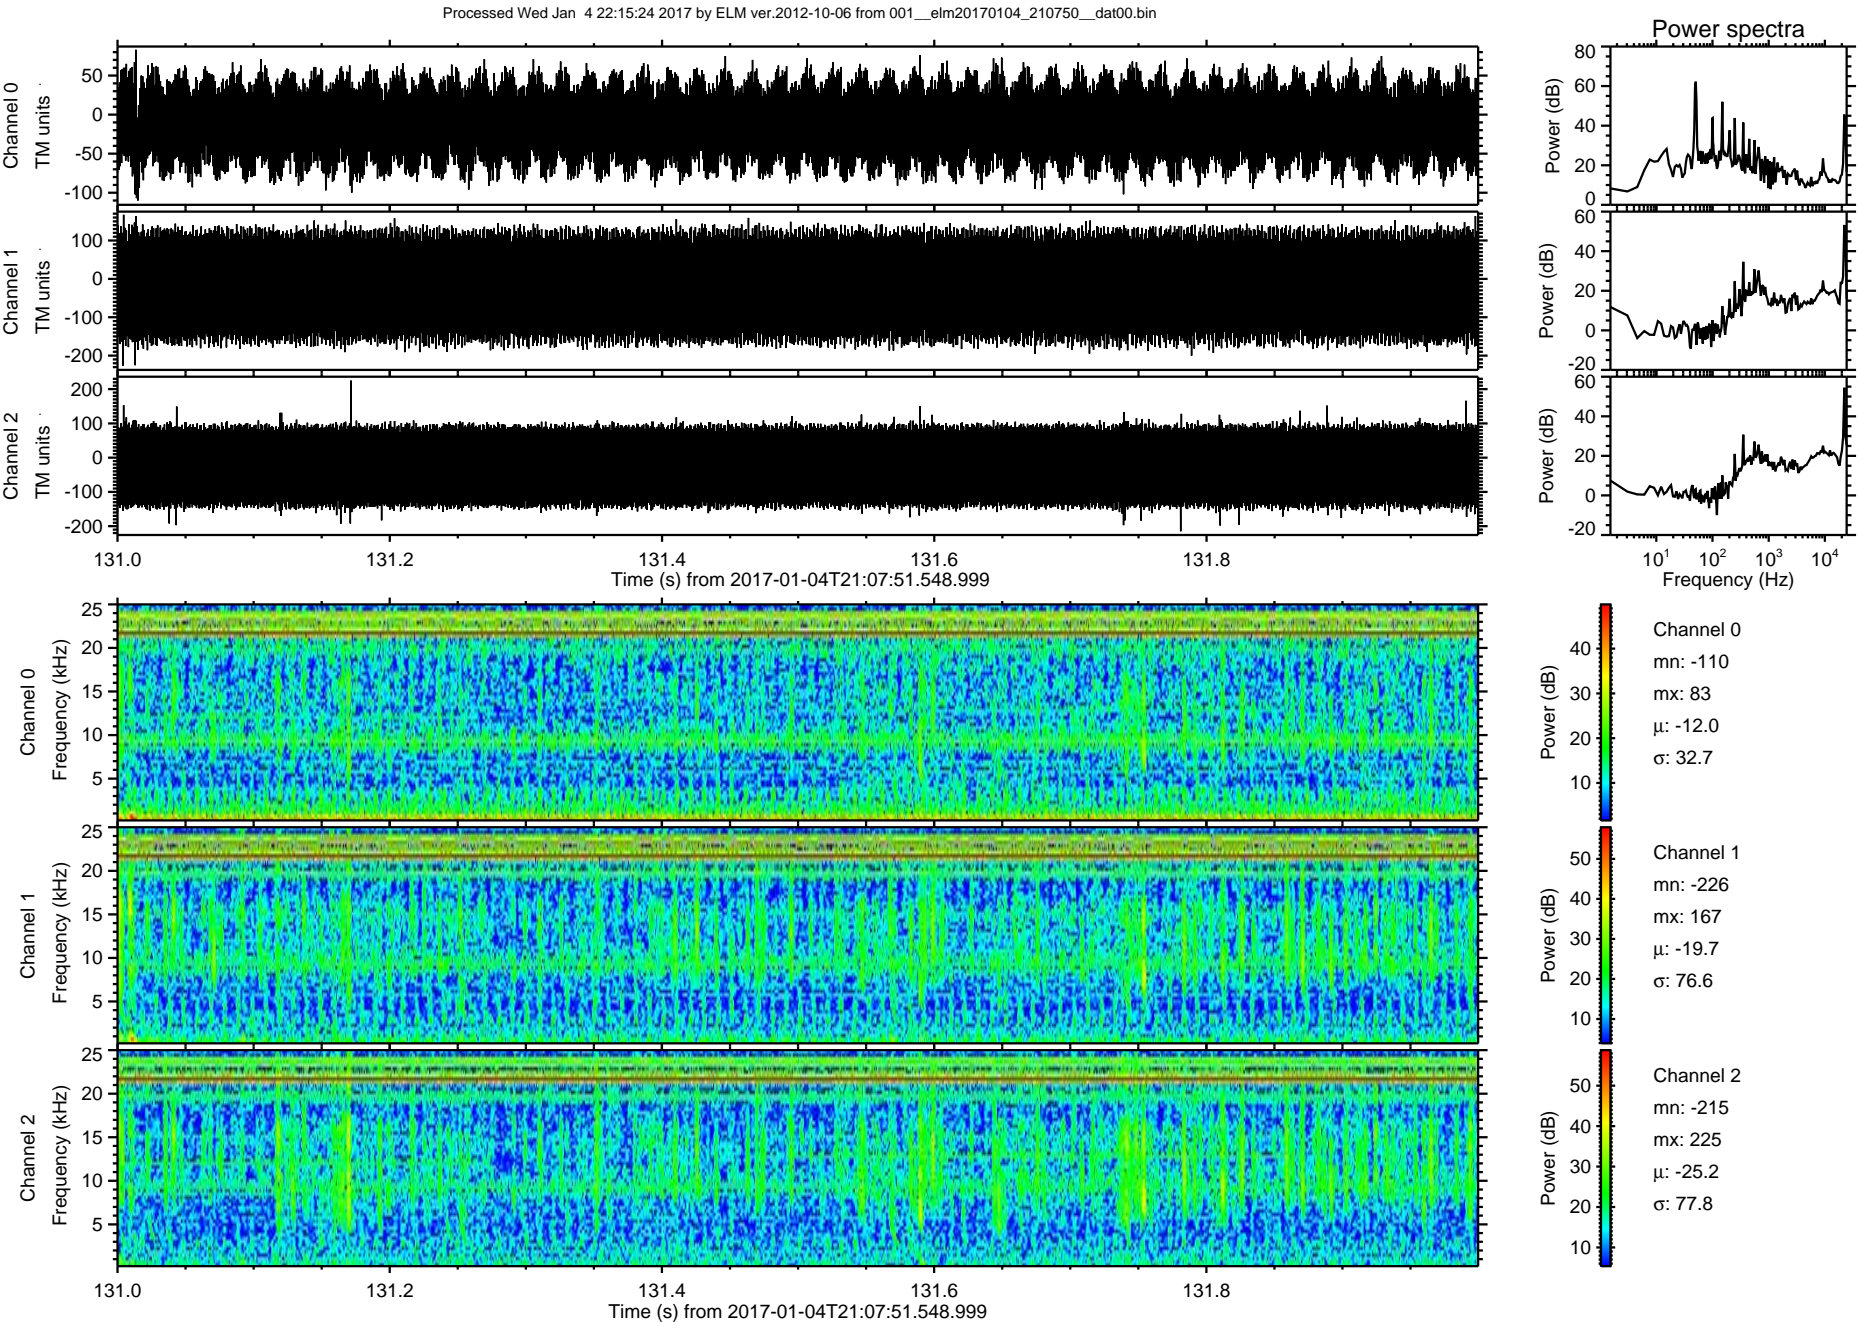 Processed Wed Jan  4 22:15:24 2017 by ELM ver.2012-10-06 from 001__elm20170104_210750__dat00.bin
Power spectra
Channel 0
TM units
50
0
-50
-100
Power (dB)
80
60
40
20
0
Channel 1
TM units
100
0
-100
-200
Power (dB)
60
40
20
0
-20
Channel 2
TM units
200
100
0
-100
-200
Power (dB)
60
40
20
0
-20
131.0 131.2 131.4 131.6 131.8
Time (s) from 2017-01-04T21:07:51.548.999
10¹ 10² 10³ 10⁴
Frequency (Hz)
Channel 0
Frequency (kHz)
25
20
15
10
5
Power (dB)
40
30
20
10
Channel 0
mn: -110
mx: 83
μ: -12.0
σ: 32.7
Channel 1
Frequency (kHz)
25
20
15
10
5
Power (dB)
50
40
30
20
10
Channel 1
mn: -226
mx: 167
μ: -19.7
σ: 76.6
Channel 2
Frequency (kHz)
25
20
15
10
5
Power (dB)
50
40
30
20
10
Channel 2
mn: -215
mx: 225
μ: -25.2
σ: 77.8
131.0 131.2 131.4 131.6 131.8
Time (s) from 2017-01-04T21:07:51.548.999